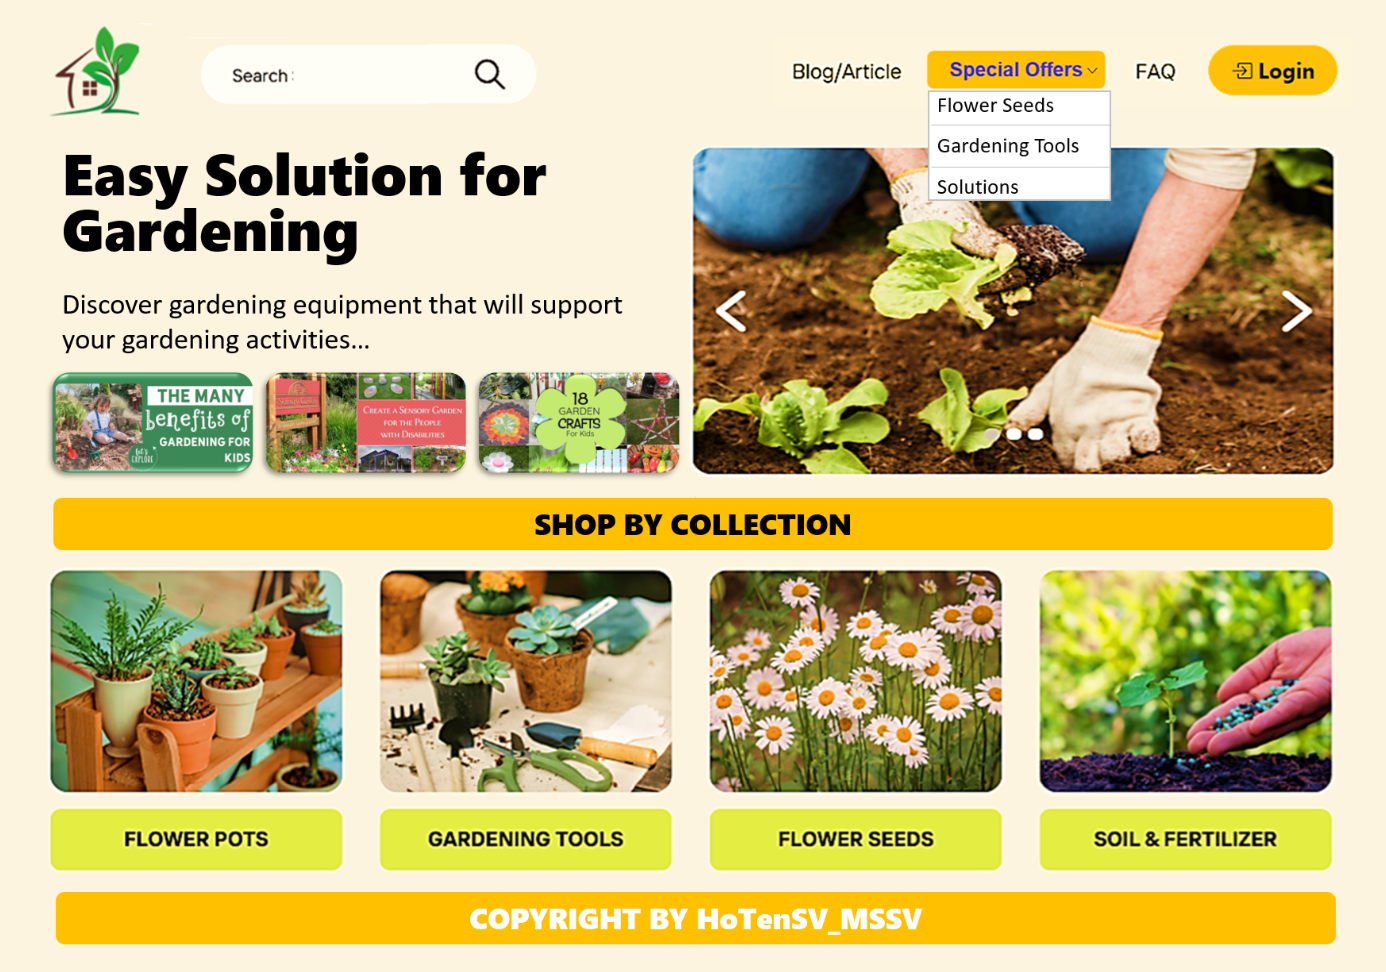 Search :
Blog/Article
Special Offers
FAQ
Login
Flower Seeds
Gardening Tools
Solutions
Easy Solution for
Gardening
Discover gardening equipment that will support
your gardening activities...
THE MANY
benefits of
GARDENING FOR
KIDS
LET'S
EXPLORE
CREATE A SENSORY GARDEN
FOR THE PEOPLE
WITH DISABILITIES
18
GARDEN
CRAFTS
For Kids
SHOP BY COLLECTION
FLOWER POTS
GARDENING TOOLS
FLOWER SEEDS
SOIL & FERTILIZER
COPYRIGHT BY HoTenSV_MSSV